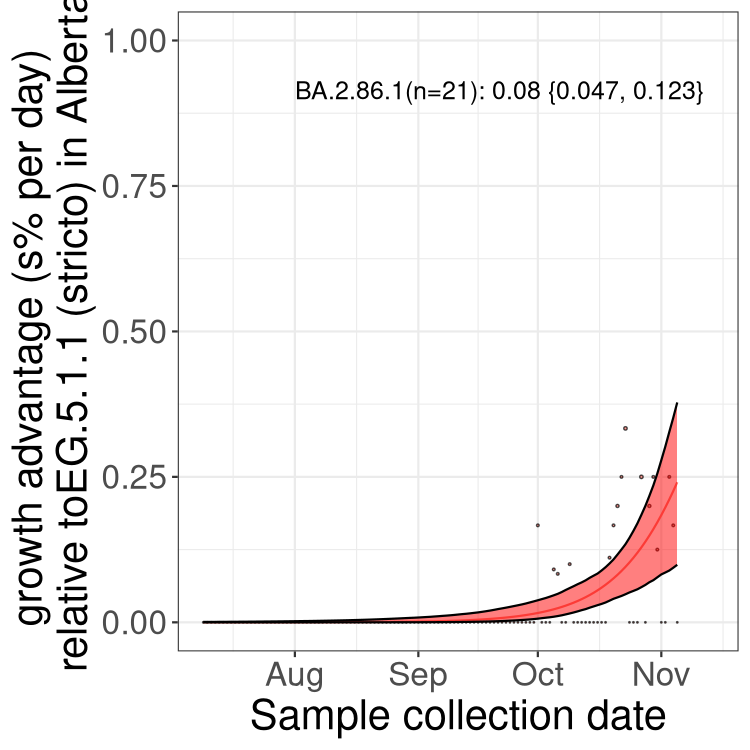 growth advantage (s% per day)
relative toEG.5.1.1 (stricto) in Alberta
1.00
0.75
0.50
0.25
0.00
BA.2.86.1(n=21): 0.08 {0.047, 0.123}
Aug Sep Oct Nov
Sample collection date